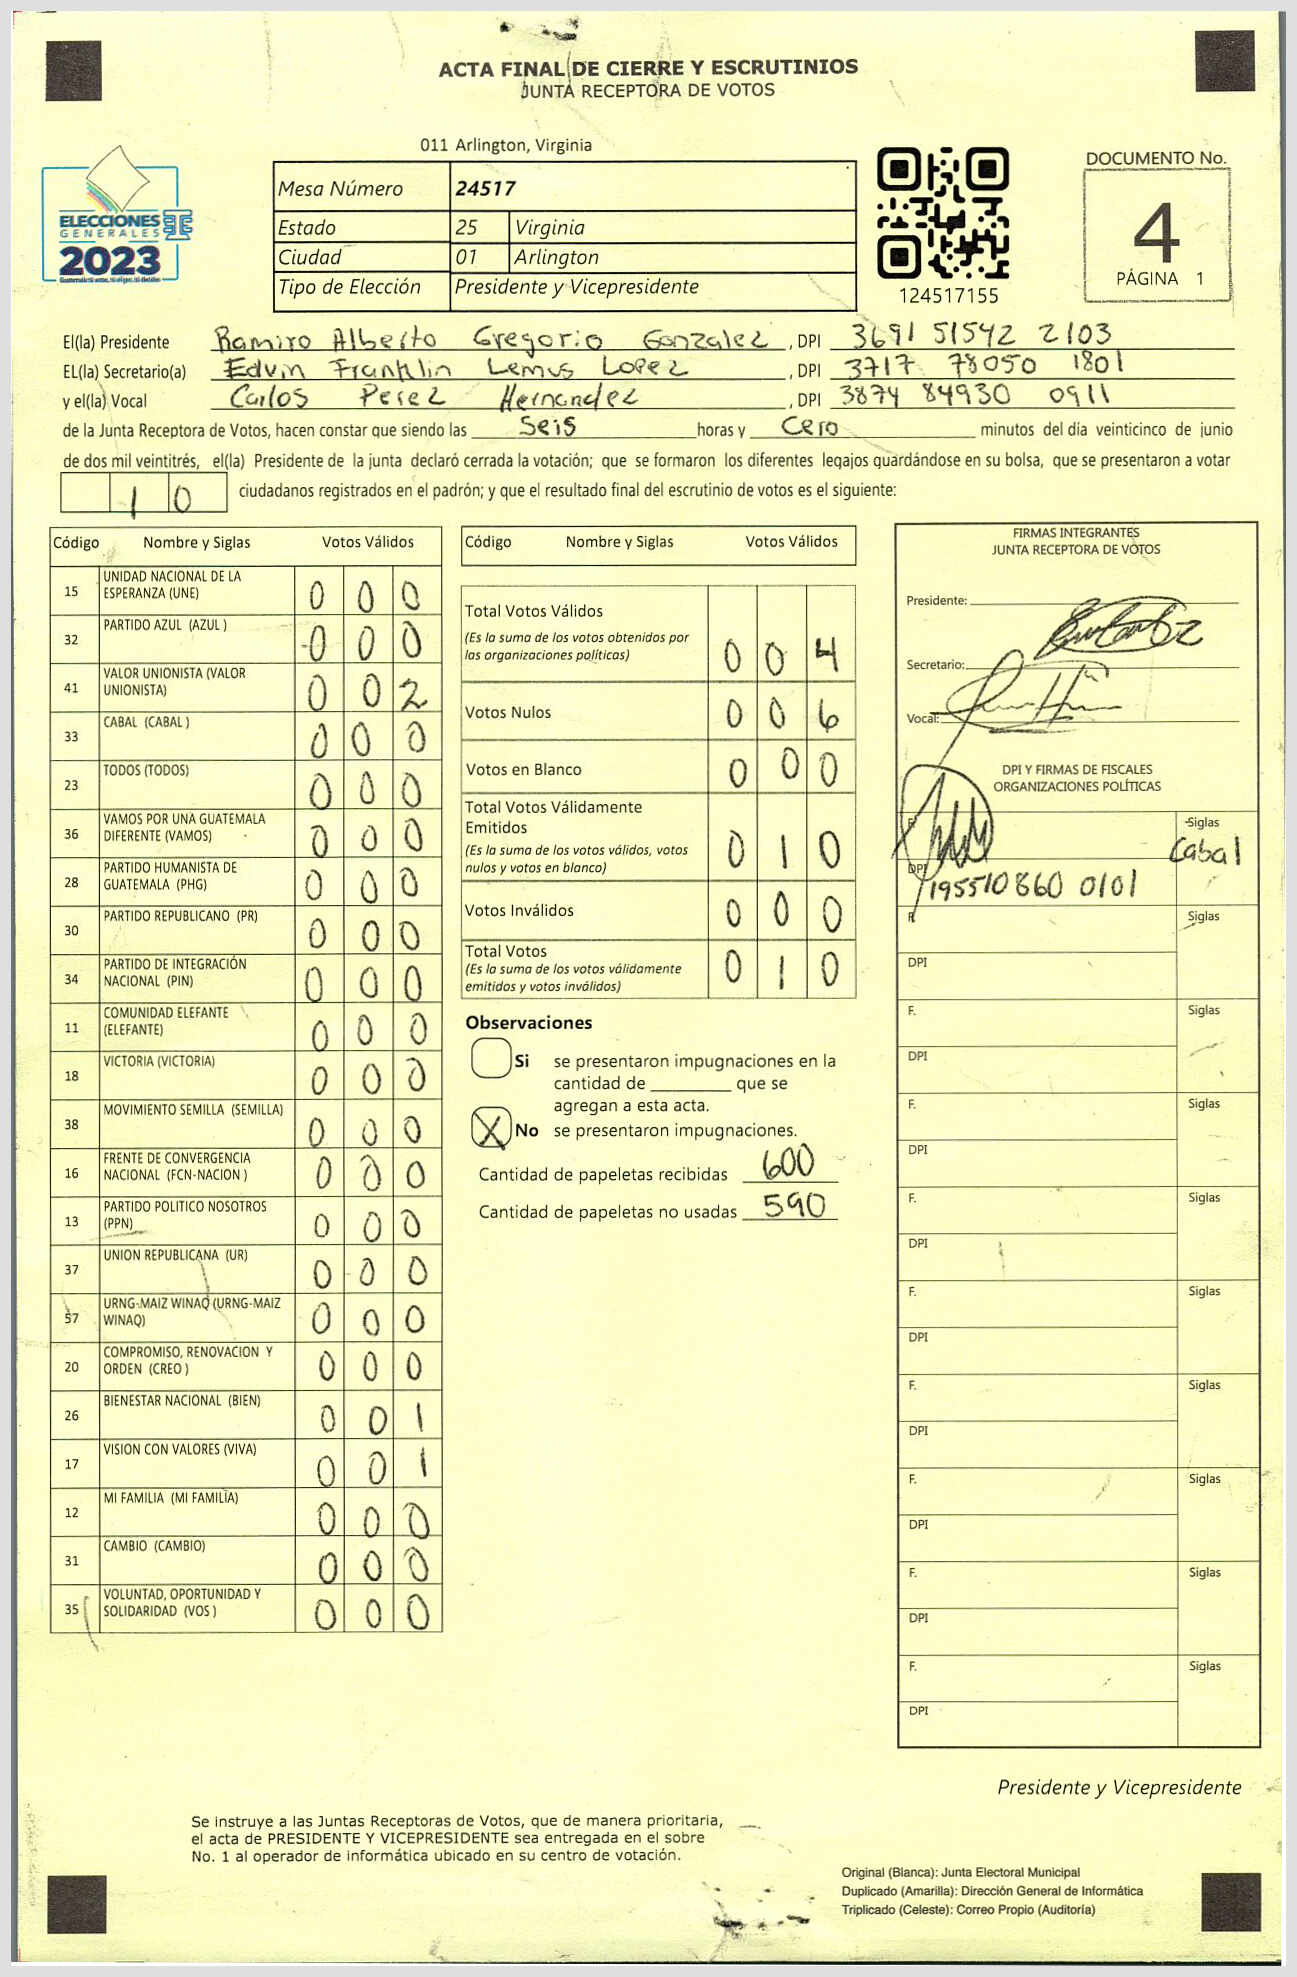 ACTA FINAL DE CIERRE Y ESCRUTINIOS
JUNTA RECEPTORA DE VOTOS
011 Arlington, Virginia
ELECCIONES
GENERALES
2023
Mesa Número 24517
Estado 25 Virginia
Ciudad 01 Arlington
Tipo de Elección Presidente y Vicepresidente
124517155
DOCUMENTO No.
4
PÁGINA 1
El(la) Presidente Ramiro Alberto Gregorio Gonzalez, DPI 3691 51542 2103
EL(la) Secretario(a) Edvin Franklin Lemus Lopez, DPI 3717 78050 1801
y el(la) Vocal Carlos Perez Hernandez, DPI 3874 84930 0911
de la Junta Receptora de Votos, hacen constar que siendo las Seis horas y Cero minutos del día veinticinco de junio
de dos mil veintitrés, el(la) Presidente de la junta declaró cerrada la votación; que se formaron los diferentes legajos guardándose en su bolsa, que se presentaron a votar
10 ciudadanos registrados en el padrón; y que el resultado final del escrutinio de votos es el siguiente:
Código Nombre y Siglas Votos Válidos
15 UNIDAD NACIONAL DE LA ESPERANZA (UNE) 0 0 0
32 PARTIDO AZUL (AZUL ) 0 0 0
41 VALOR UNIONISTA (VALOR UNIONISTA) 0 0 2
33 CABAL (CABAL ) 0 0 0
23 TODOS (TODOS) 0 0 0
36 VAMOS POR UNA GUATEMALA DIFERENTE (VAMOS) 0 0 0
28 PARTIDO HUMANISTA DE GUATEMALA (PHG) 0 0 0
30 PARTIDO REPUBLICANO (PR) 0 0 0
34 PARTIDO DE INTEGRACIÓN NACIONAL (PIN) 0 0 0
11 COMUNIDAD ELEFANTE (ELEFANTE) 0 0 0
18 VICTORIA (VICTORIA) 0 0 0
38 MOVIMIENTO SEMILLA (SEMILLA) 0 0 0
16 FRENTE DE CONVERGENCIA NACIONAL (FCN-NACION ) 0 0 0
13 PARTIDO POLITICO NOSOTROS (PPN) 0 0 0
37 UNION REPUBLICANA (UR) 0 0 0
57 URNG-MAIZ WINAQ (URNG-MAIZ WINAQ) 0 0 0
20 COMPROMISO, RENOVACION Y ORDEN (CREO ) 0 0 0
26 BIENESTAR NACIONAL (BIEN) 0 0 1
17 VISION CON VALORES (VIVA) 0 0 1
12 MI FAMILIA (MI FAMILIA) 0 0 0
31 CAMBIO (CAMBIO) 0 0 0
35 VOLUNTAD, OPORTUNIDAD Y SOLIDARIDAD (VOS ) 0 0 0
Código Nombre y Siglas Votos Válidos
Total Votos Válidos
(Es la suma de los votos obtenidos por
las organizaciones políticas) 0 0 4
Votos Nulos 0 0 6
Votos en Blanco 0 0 0
Total Votos Válidamente
Emitidos
(Es la suma de los votos válidos, votos
nulos y votos en blanco) 0 1 0
Votos Inválidos 0 0 0
Total Votos
(Es la suma de los votos válidamente
emitidos y votos inválidos) 0 1 0
Observaciones
Si se presentaron impugnaciones en la
cantidad de ________ que se
agregan a esta acta.
X No se presentaron impugnaciones.
Cantidad de papeletas recibidas 600
Cantidad de papeletas no usadas 590
FIRMAS INTEGRANTES
JUNTA RECEPTORA DE VOTOS
Presidente:
Secretario:
Vocal:
DPI Y FIRMAS DE FISCALES
ORGANIZACIONES POLÍTICAS
F. Siglas
Cabal
DPI 195510860 0101
F. Siglas
DPI
F. Siglas
DPI
F. Siglas
DPI
F. Siglas
DPI
F. Siglas
DPI
F. Siglas
DPI
F. Siglas
DPI
F. Siglas
DPI
F. Siglas
DPI
Presidente y Vicepresidente
Se instruye a las Juntas Receptoras de Votos, que de manera prioritaria,
el acta de PRESIDENTE Y VICEPRESIDENTE sea entregada en el sobre
No. 1 al operador de informática ubicado en su centro de votación.
Original (Blanca): Junta Electoral Municipal
Duplicado (Amarilla): Dirección General de Informática
Triplicado (Celeste): Correo Propio (Auditoría)